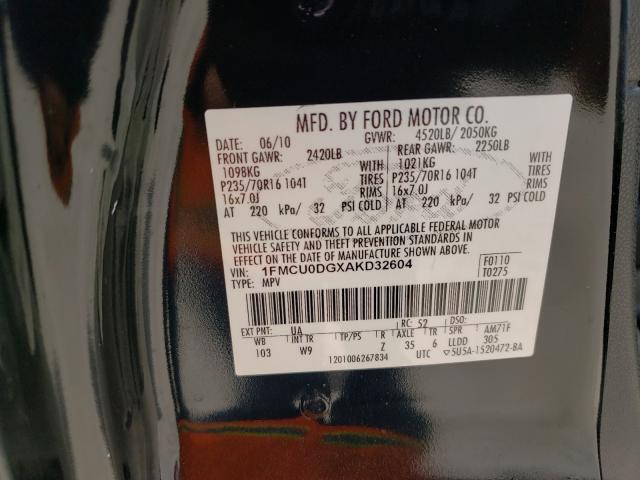 MFD. BY FORD MOTOR CO.
DATE: 06/10 GVWR: 4520LB/ 2050KG
FRONT GAWR: 2420LB REAR GAWR: 2250LB
1098KG WITH 1021KG WITH
P235/70R16 104T TIRES P235/70R16 104T TIRES
16x7.0J RIMS 16x7.0J RIMS
AT 220 kPa/ 32 PSI COLD AT 220 kPa/ 32 PSI COLD
THIS VEHICLE CONFORMS TO ALL APPLICABLE FEDERAL MOTOR
VEHICLE SAFETY AND THEFT PREVENTION STANDARDS IN
EFFECT ON THE DATE OF MANUFACTURE SHOWN ABOVE.
VIN: 1FMCU0DGXAKD32604 F0110
TYPE: MPV T0275
EXT PNT: UA RC: 52 DSO:
WB INT TR TP/PS R AXLE TR SPR AM71F
103 W9 Z 35 6 LLDD 305
1201006267834 UTC ▽5U5A-1520472-BA